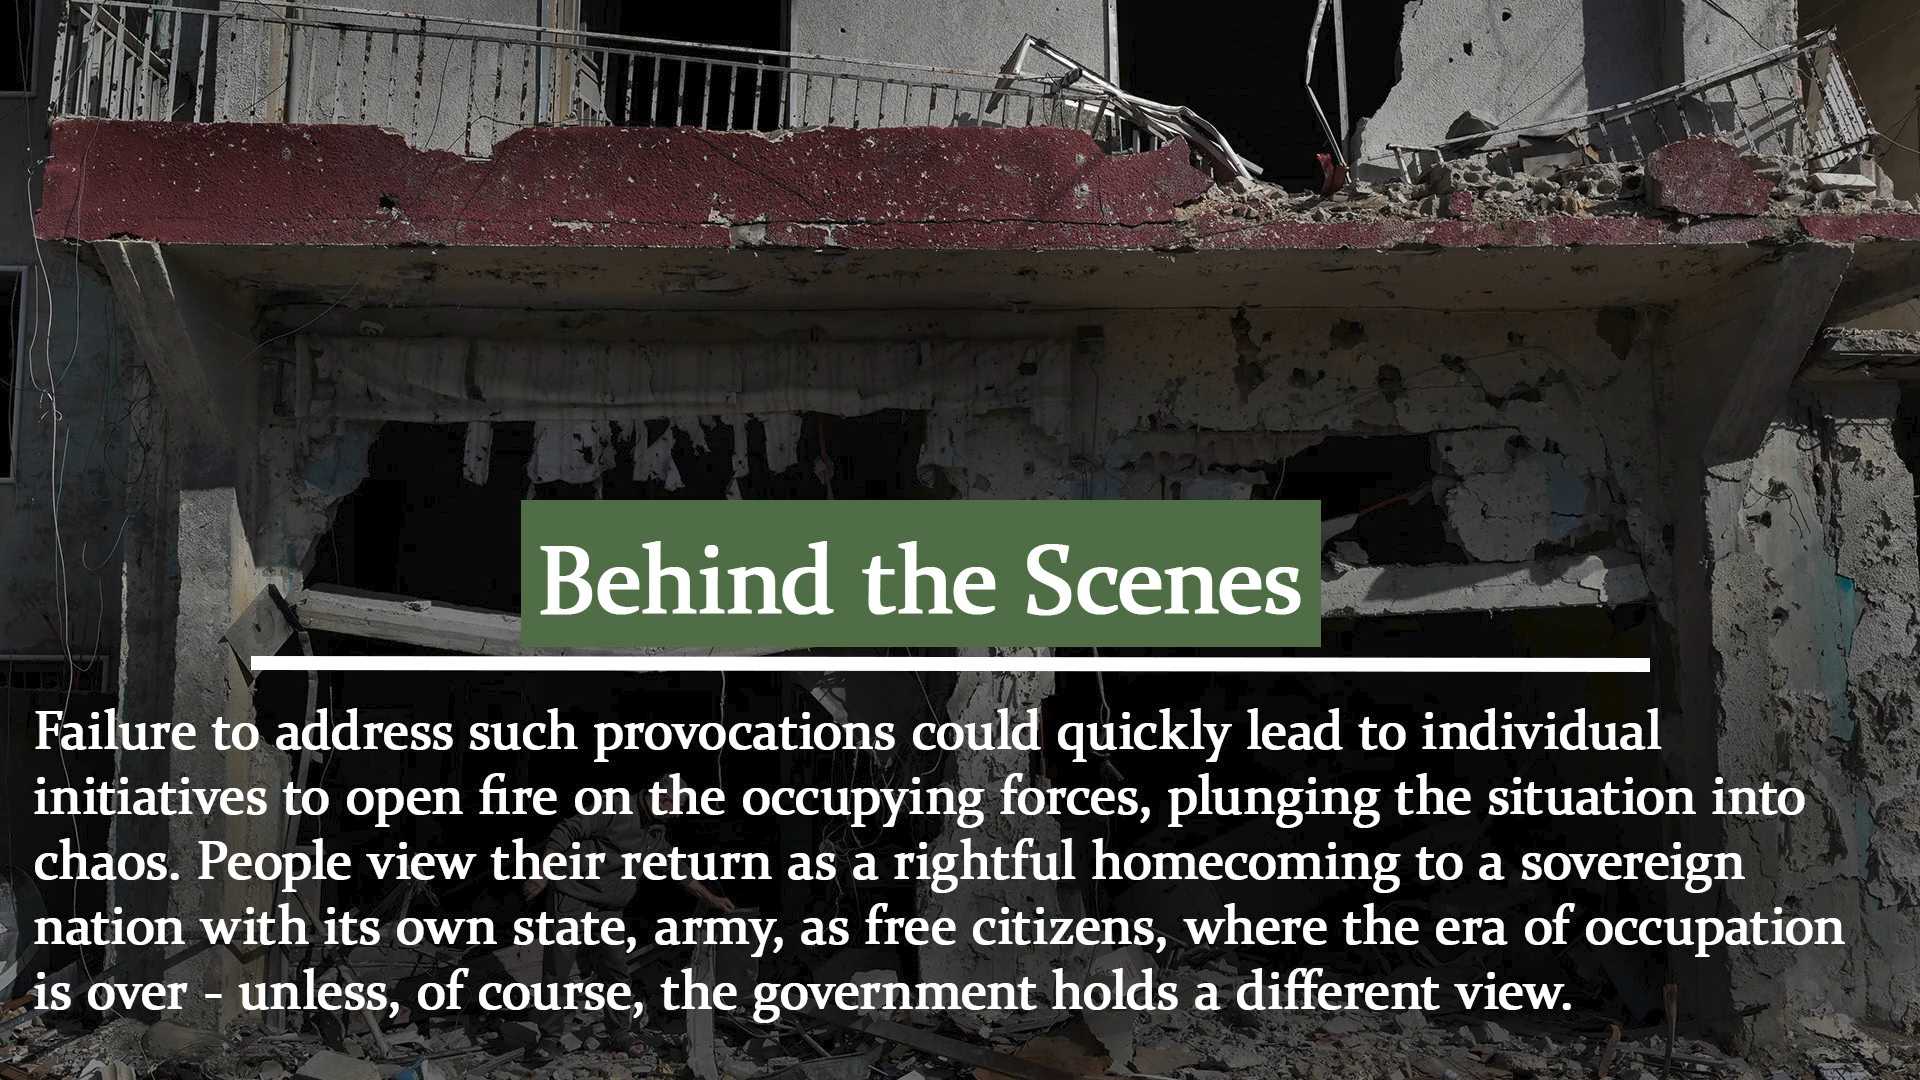 Behind the Scenes
Failure to address such provocations could quickly lead to individual
initiatives to open fire on the occupying forces, plunging the situation into
chaos. People view their return as a rightful homecoming to a sovereign
nation with its own state, army, as free citizens, where the era of occupation
is over - unless, of course, the government holds a different view.